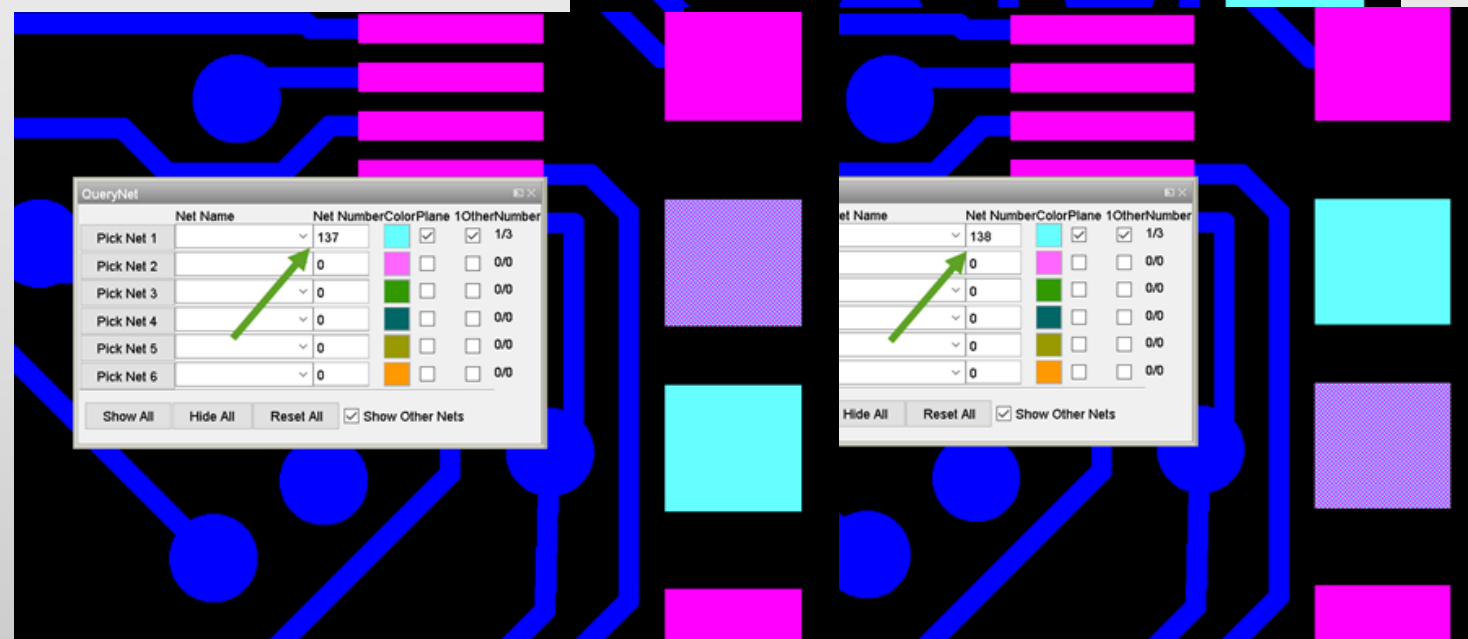 QueryNet
Net Name Net Number Color Plane 1 Other Number
Pick Net 1 137 1/3
Pick Net 2 0 0/0
Pick Net 3 0 0/0
Pick Net 4 0 0/0
Pick Net 5 0 0/0
Pick Net 6 0 0/0
Show All Hide All Reset All Show Other Nets
et Name Net Number Color Plane 1 Other Number
138 1/3
0 0/0
0 0/0
0 0/0
0 0/0
0 0/0
Hide All Reset All Show Other Nets